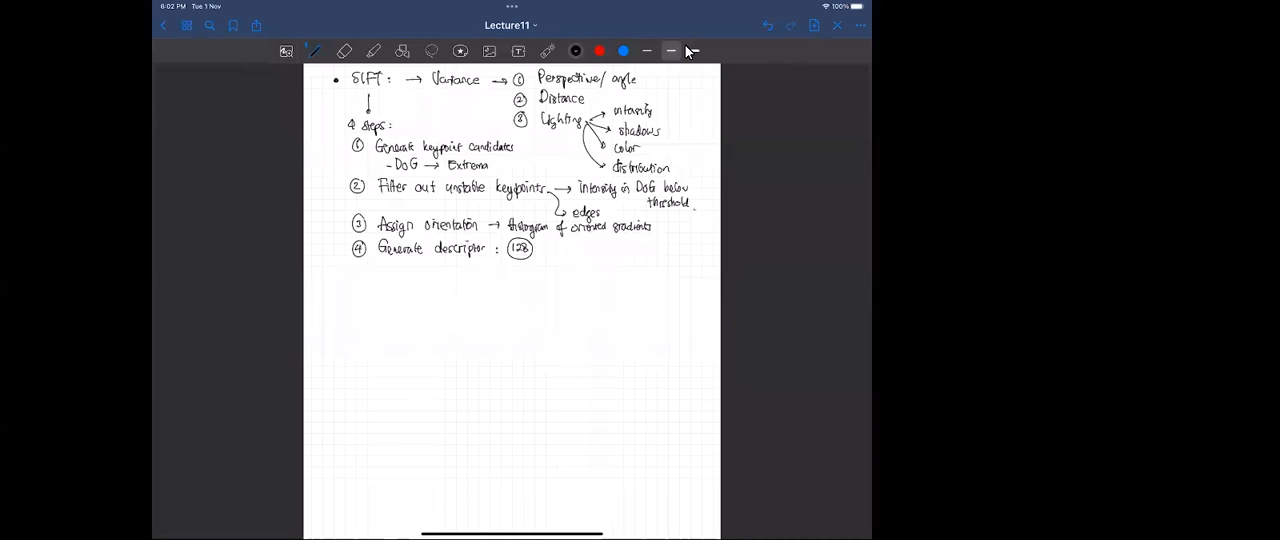 6:02 PM Tue 1 Nov
100%
Lecture11
• SIFT: → Variance → ① Perspective/ angle
② Distance
③ Lighting → intensity
shadows
color
distribution
4 steps:
① Generate keypoint candidates
- DoG → Extrema
② Filter out unstable keypoints → intensity in DoG below
threshold.
edges
③ Assign orientation → Histogram of oriented gradients
④ Generate descriptor : 128